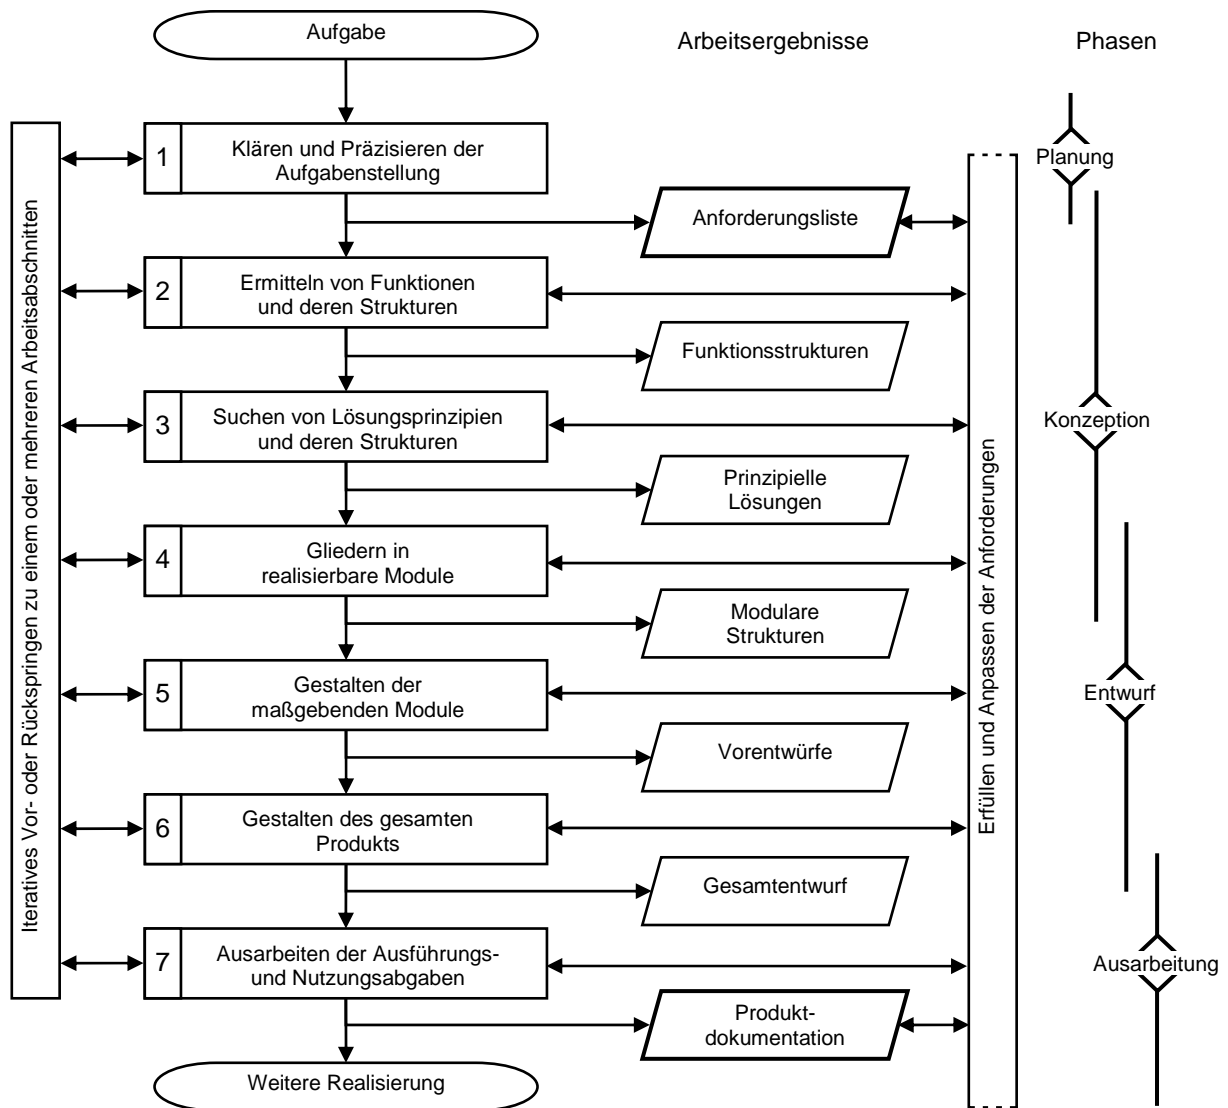 Aufgabe
Arbeitsergebnisse
Phasen
Iteratives Vor- oder Rückspringen zu einem oder mehreren Arbeitsabschnitten
1
Klären und Präzisieren der
Aufgabenstellung
Planung
Anforderungsliste
2
Ermitteln von Funktionen
und deren Strukturen
Funktionsstrukturen
3
Suchen von Lösungsprinzipien
und deren Strukturen
Konzeption
Prinzipielle
Lösungen
Erfüllen und Anpassen der Anforderungen
4
Gliedern in
realisierbare Module
Modulare
Strukturen
5
Gestalten der
maßgebenden Module
Entwurf
Vorentwürfe
6
Gestalten des gesamten
Produkts
Gesamtentwurf
7
Ausarbeiten der Ausführungs-
und Nutzungsabgaben
Ausarbeitung
Produkt-
dokumentation
Weitere Realisierung